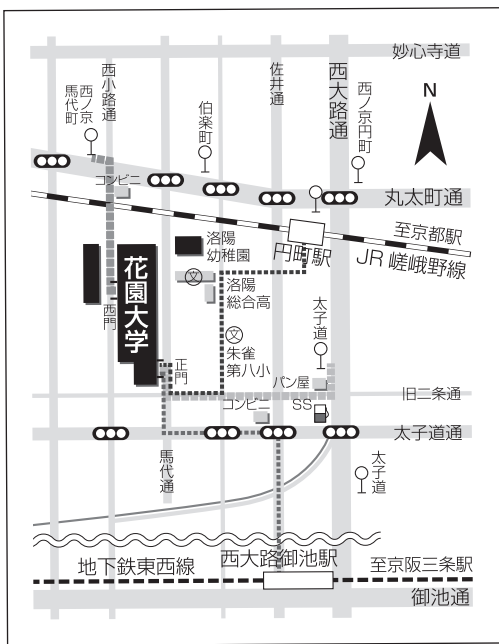 妙心寺道
西小路通
佐井通
西大路通
西ノ京
馬代町
伯楽町
西ノ京円町
N
コンビニ
丸太町通
至京都駅
JR嵯峨野線
円町駅
洛陽
幼稚園
花園大学
西門
文
洛陽
総合高
文
朱雀
第八小
太子道
正門
パン屋
旧二条通
コンビニ
SS
太子道通
馬代通
太子道
地下鉄東西線
西大路御池駅
至京阪三条駅
御池通